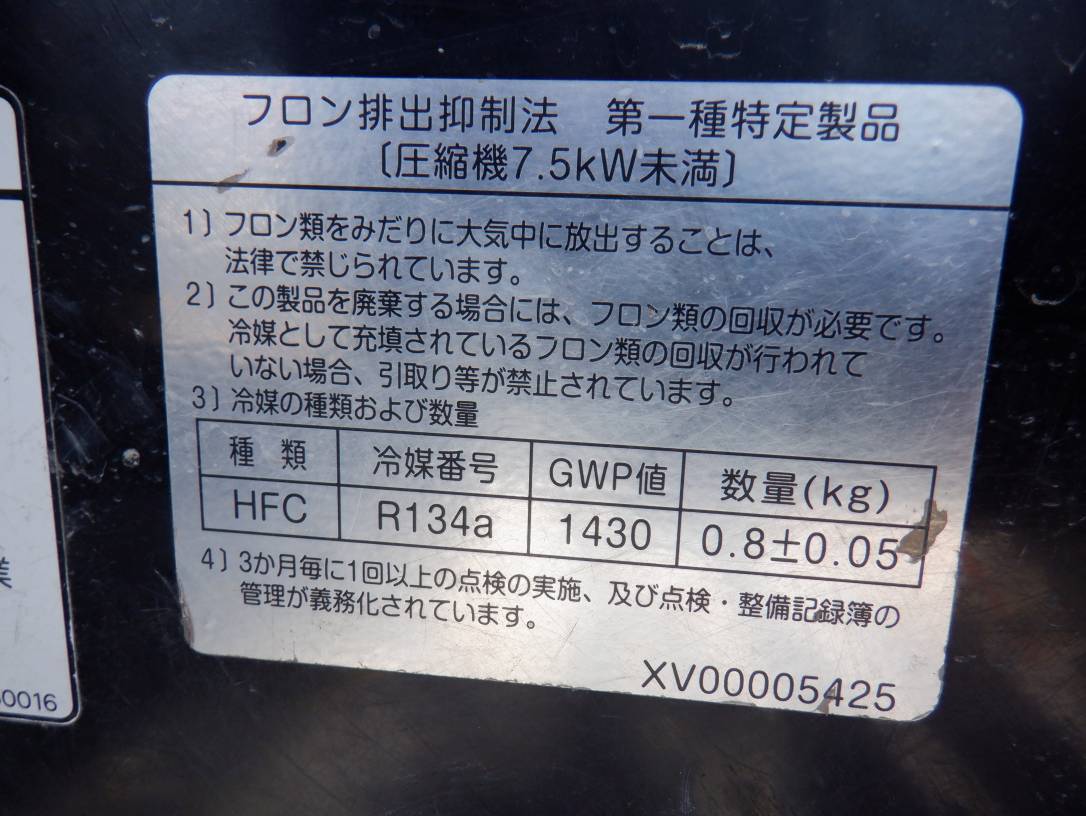 フロン排出抑制法　第一種特定製品
〔圧縮機7.5kW未満〕
1〕フロン類をみだりに大気中に放出することは、
法律で禁じられています。
2〕この製品を廃棄する場合には、フロン類の回収が必要です。
冷媒として充填されているフロン類の回収が行われて
いない場合、引取り等が禁止されています。
3〕冷媒の種類および数量
種 類 冷媒番号 GWP値 数量(kg)
HFC R134a 1430 0.8±0.05
4〕3か月毎に1回以上の点検の実施、及び点検・整備記録簿の
管理が義務化されています。
XV00005425
業
0016